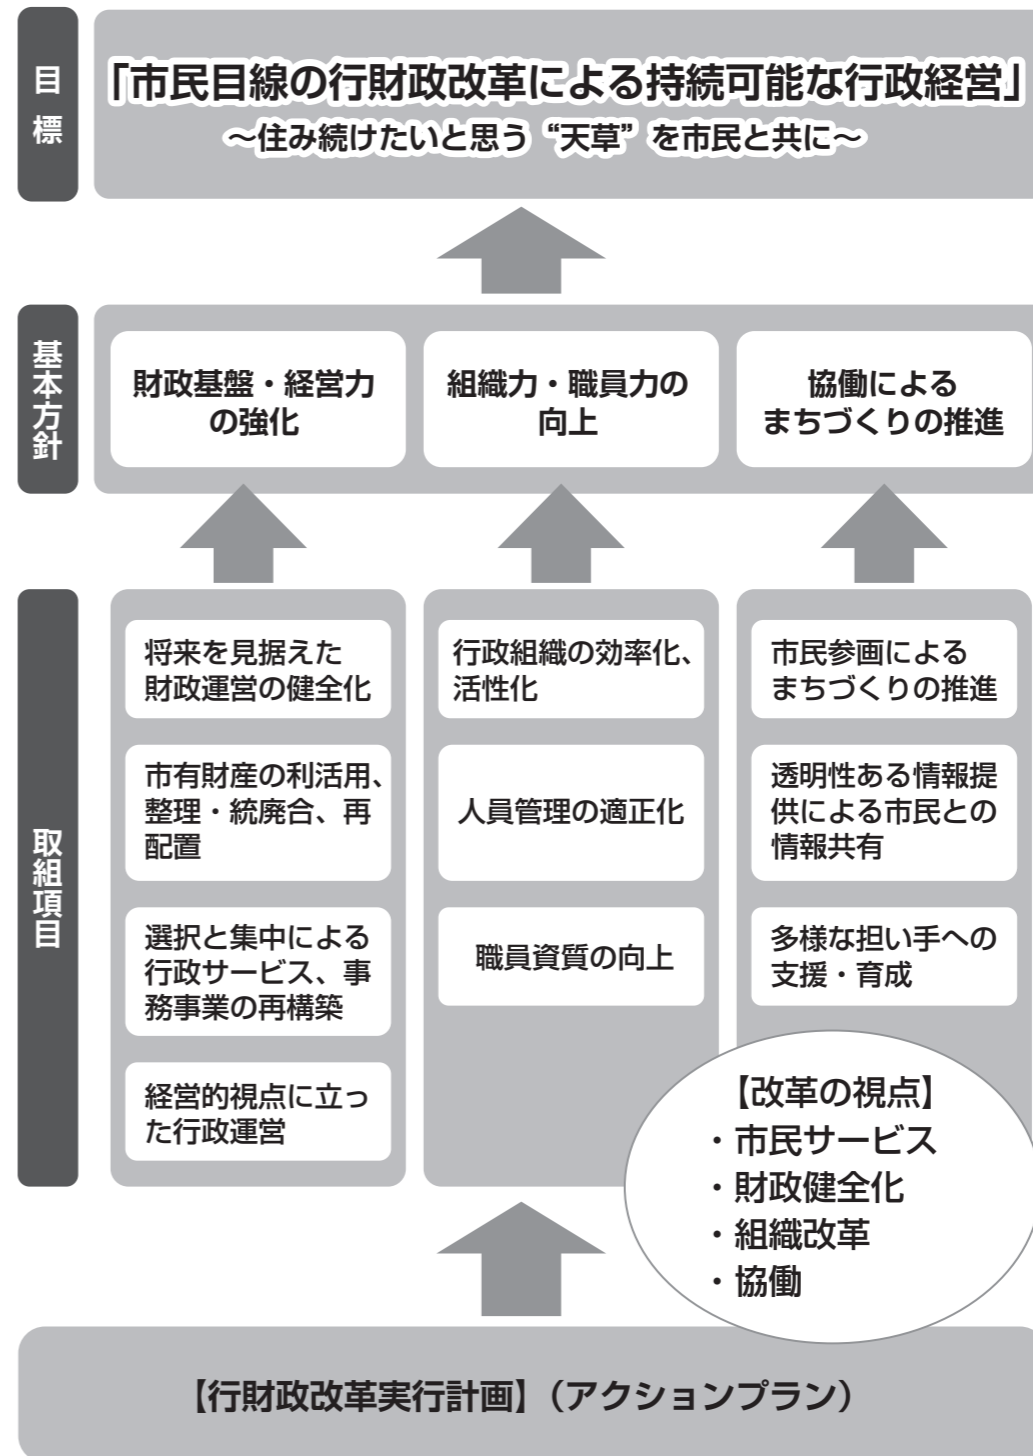 目標
「市民目線の行財政改革による持続可能な行政経営」
～住み続けたいと思う“天草”を市民と共に～
基本方針
財政基盤・経営力
の強化
組織力・職員力の
向上
協働による
まちづくりの推進
取組項目
将来を見据えた
財政運営の健全化
市有財産の利活用、
整理・統廃合、再
配置
選択と集中による
行政サービス、事
務事業の再構築
経営的視点に立っ
た行政運営
行政組織の効率化、
活性化
人員管理の適正化
職員資質の向上
市民参画による
まちづくりの推進
透明性ある情報提
供による市民との
情報共有
多様な担い手への
支援・育成
【改革の視点】
・市民サービス
・財政健全化
・組織改革
・協働
【行財政改革実行計画】（アクションプラン）